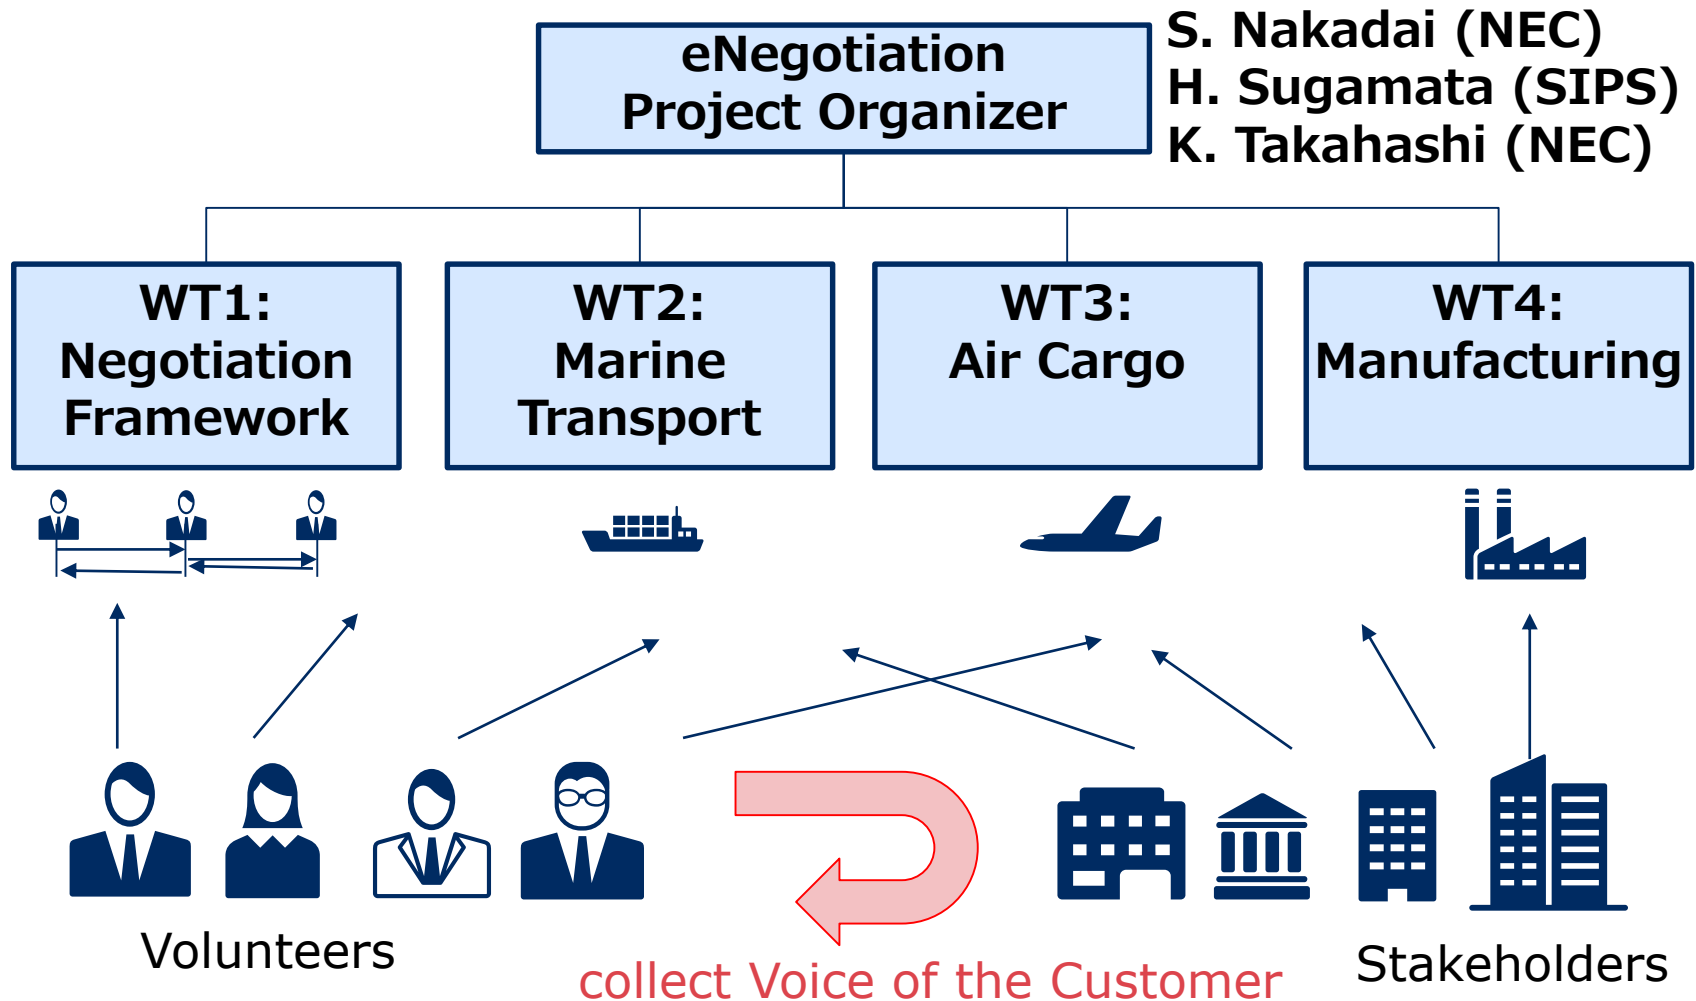 eNegotiation
Project Organizer
S. Nakadai (NEC)
H. Sugamata (SIPS)
K. Takahashi (NEC)
WT1:
Negotiation
Framework
WT2:
Marine
Transport
WT3:
Air Cargo
WT4:
Manufacturing
Volunteers
collect Voice of the Customer
Stakeholders